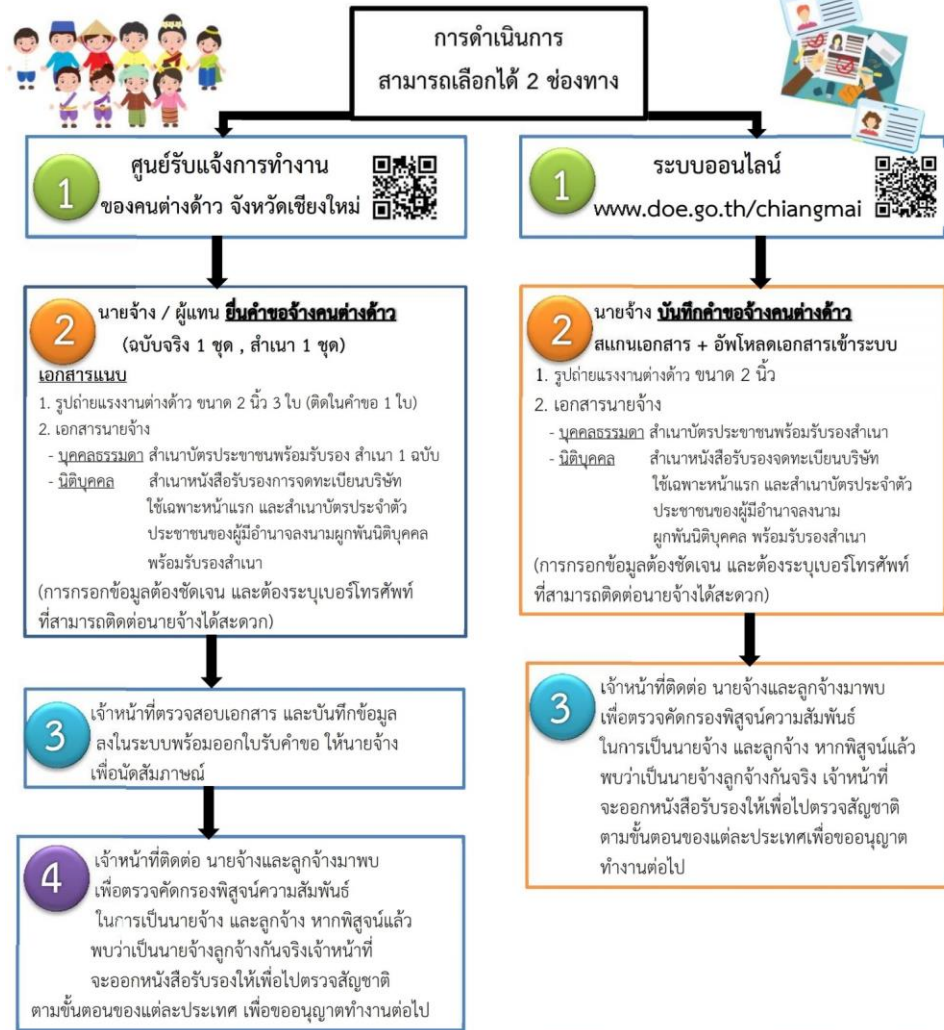 การดำเนินการ
สามารถเลือกได้ 2 ช่องทาง
1
ศูนย์รับแจ้งการทำงาน
ของคนต่างด้าว จังหวัดเชียงใหม่
2
นายจ้าง / ผู้แทน ยื่นคำขอจ้างคนต่างด้าว
(ฉบับจริง 1 ชุด , สำเนา 1 ชุด)
เอกสารแนบ
1. รูปถ่ายแรงงานต่างด้าว ขนาด 2 นิ้ว 3 ใบ (ติดในคำขอ 1 ใบ)
2. เอกสารนายจ้าง
- บุคคลธรรมดา สำเนาบัตรประชาชนพร้อมรับรอง สำเนา 1 ฉบับ
- นิติบุคคล สำเนาหนังสือรับรองการจดทะเบียนบริษัท
ใช้เฉพาะหน้าแรก และสำเนาบัตรประจำตัว
ประชาชนของผู้มีอำนาจลงนามผูกพันนิติบุคคล
พร้อมรับรองสำเนา
(การกรอกข้อมูลต้องชัดเจน และต้องระบุเบอร์โทรศัพท์
ที่สามารถติดต่อนายจ้างได้สะดวก)
3
เจ้าหน้าที่ตรวจสอบเอกสาร และบันทึกข้อมูล
ลงในระบบพร้อมออกใบรับคำขอ ให้นายจ้าง
เพื่อนัดสัมภาษณ์
4
เจ้าหน้าที่ติดต่อ นายจ้างและลูกจ้างมาพบ
เพื่อตรวจคัดกรองพิสูจน์ความสัมพันธ์
ในการเป็นนายจ้าง และลูกจ้าง หากพิสูจน์แล้ว
พบว่าเป็นนายจ้างลูกจ้างกันจริงเจ้าหน้าที่
จะออกหนังสือรับรองให้เพื่อไปตรวจสัญชาติ
ตามขั้นตอนของแต่ละประเทศ เพื่อขออนุญาตทำงานต่อไป
1
ระบบออนไลน์
www.doe.go.th/chiangmai
2
นายจ้าง บันทึกคำขอจ้างคนต่างด้าว
สแกนเอกสาร + อัพโหลดเอกสารเข้าระบบ
1. รูปถ่ายแรงงานต่างด้าว ขนาด 2 นิ้ว
2. เอกสารนายจ้าง
- บุคคลธรรมดา สำเนาบัตรประชาชนพร้อมรับรองสำเนา
- นิติบุคคล สำเนาหนังสือรับรองจดทะเบียนบริษัท
ใช้เฉพาะหน้าแรก และสำเนาบัตรประจำตัว
ประชาชนของผู้มีอำนาจลงนาม
ผูกพันนิติบุคคล พร้อมรับรองสำเนา
(การกรอกข้อมูลต้องชัดเจน และต้องระบุเบอร์โทรศัพท์
ที่สามารถติดต่อนายจ้างได้สะดวก)
3
เจ้าหน้าที่ติดต่อ นายจ้างและลูกจ้างมาพบ
เพื่อตรวจคัดกรองพิสูจน์ความสัมพันธ์
ในการเป็นนายจ้าง และลูกจ้าง หากพิสูจน์แล้ว
พบว่าเป็นนายจ้างลูกจ้างกันจริง เจ้าหน้าที่
จะออกหนังสือรับรองให้เพื่อไปตรวจสัญชาติ
ตามขั้นตอนของแต่ละประเทศเพื่อขออนุญาต
ทำงานต่อไป